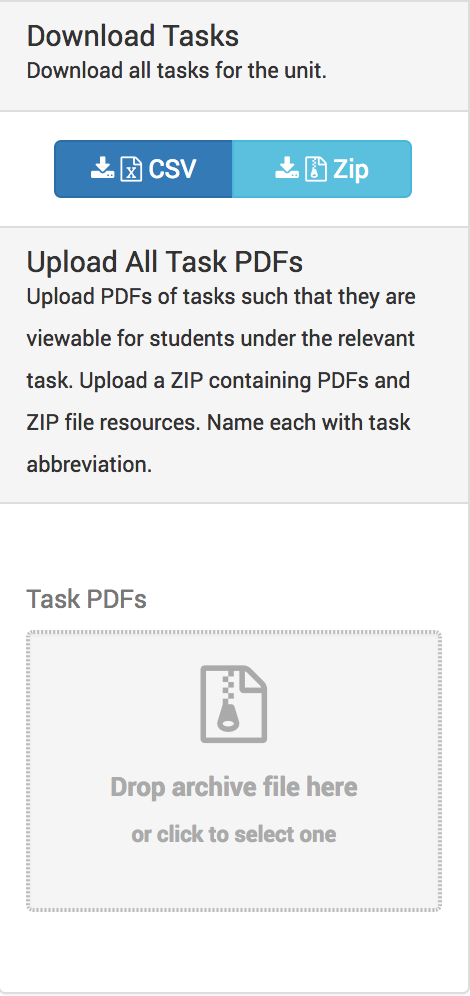 Download Tasks
Download all tasks for the unit.
CSV
Zip
Upload All Task PDFs
Upload PDFs of tasks such that they are
viewable for students under the relevant
task. Upload a ZIP containing PDFs and
ZIP file resources. Name each with task
abbreviation.
Task PDFs
Drop archive file here
or click to select one